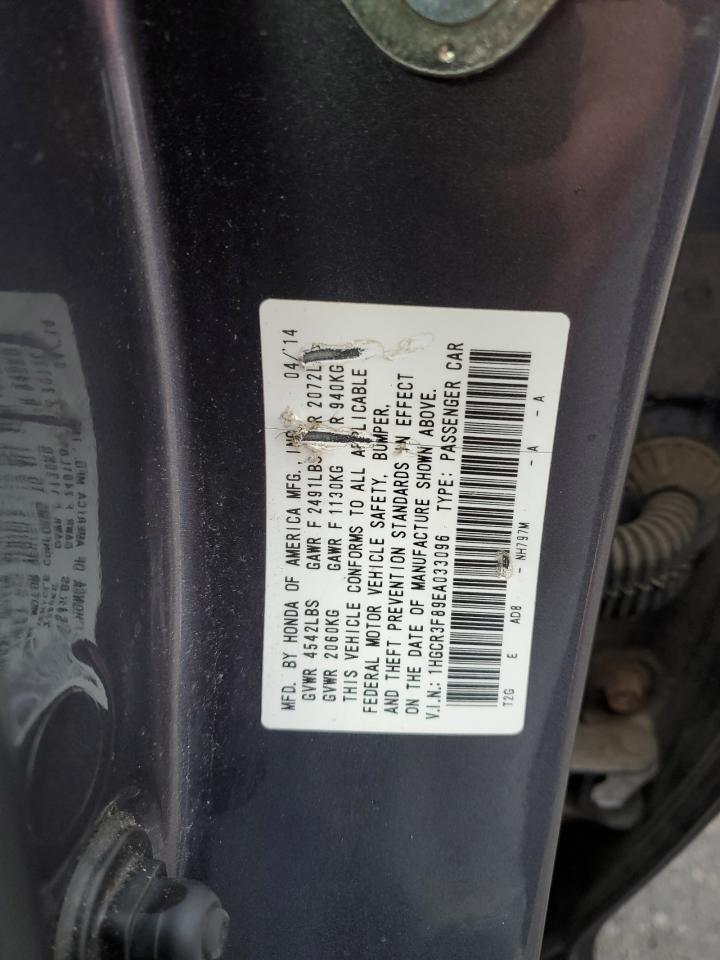 MFD. BY HONDA OF AMERICA MFG., 04/14
GVWR 4542LBS GAWR F 2491LBS 2072
GVWR 2060KG GAWR F 1130KG R 940KG
THIS VEHICLE CONFORMS TO ALL APPLICABLE
FEDERAL MOTOR VEHICLE SAFETY, BUMPER,
AND THEFT PREVENTION STANDARDS IN EFFECT
ON THE DATE OF MANUFACTURE SHOWN ABOVE.
V.I.N.: 1HGCR3F89EA033096 TYPE: PASSENGER CAR
T2G E AD8 - NH797M - A - A